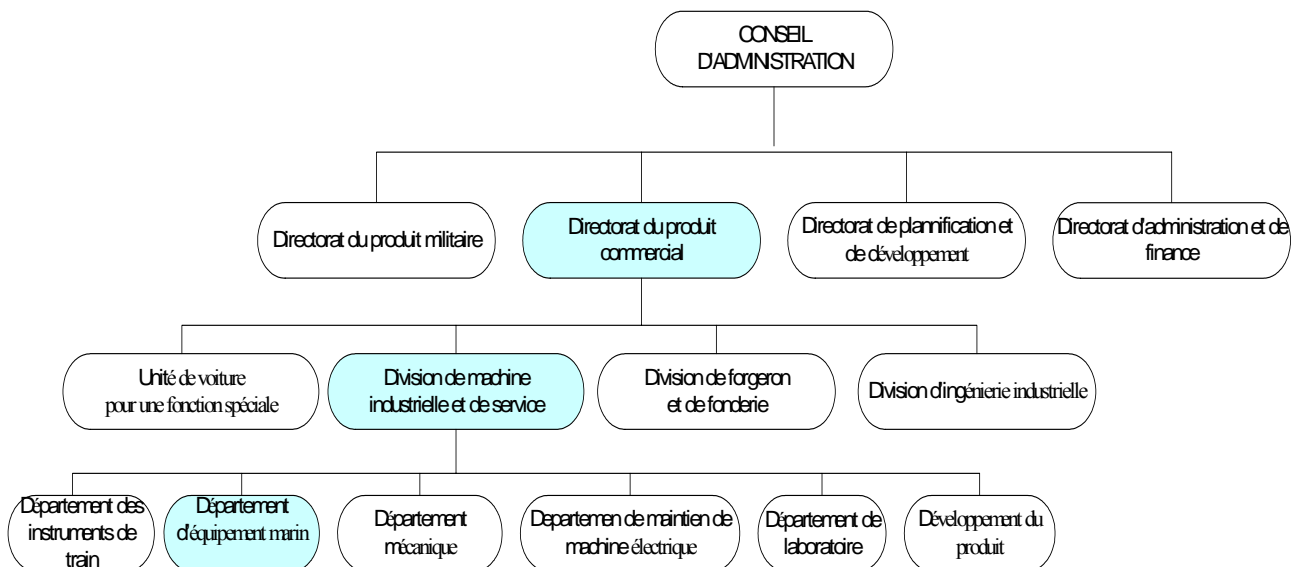 CONSEIL
D'ADMINISTRATION
Directorat du produit militaire
Directorat du produit
commercial
Directorat de plannification et
de développement
Directorat d'administration et de
finance
Unité de voiture
pour une fonction spéciale
Division de machine
industrielle et de service
Division de forgeron
et de fonderie
Division d'ingénierie industrielle
Département des
instruments de
train
Département
d'équipement marin
Département
mécanique
Departemen de maintien de
machine électrique
Département de
laboratoire
Développement du
produit